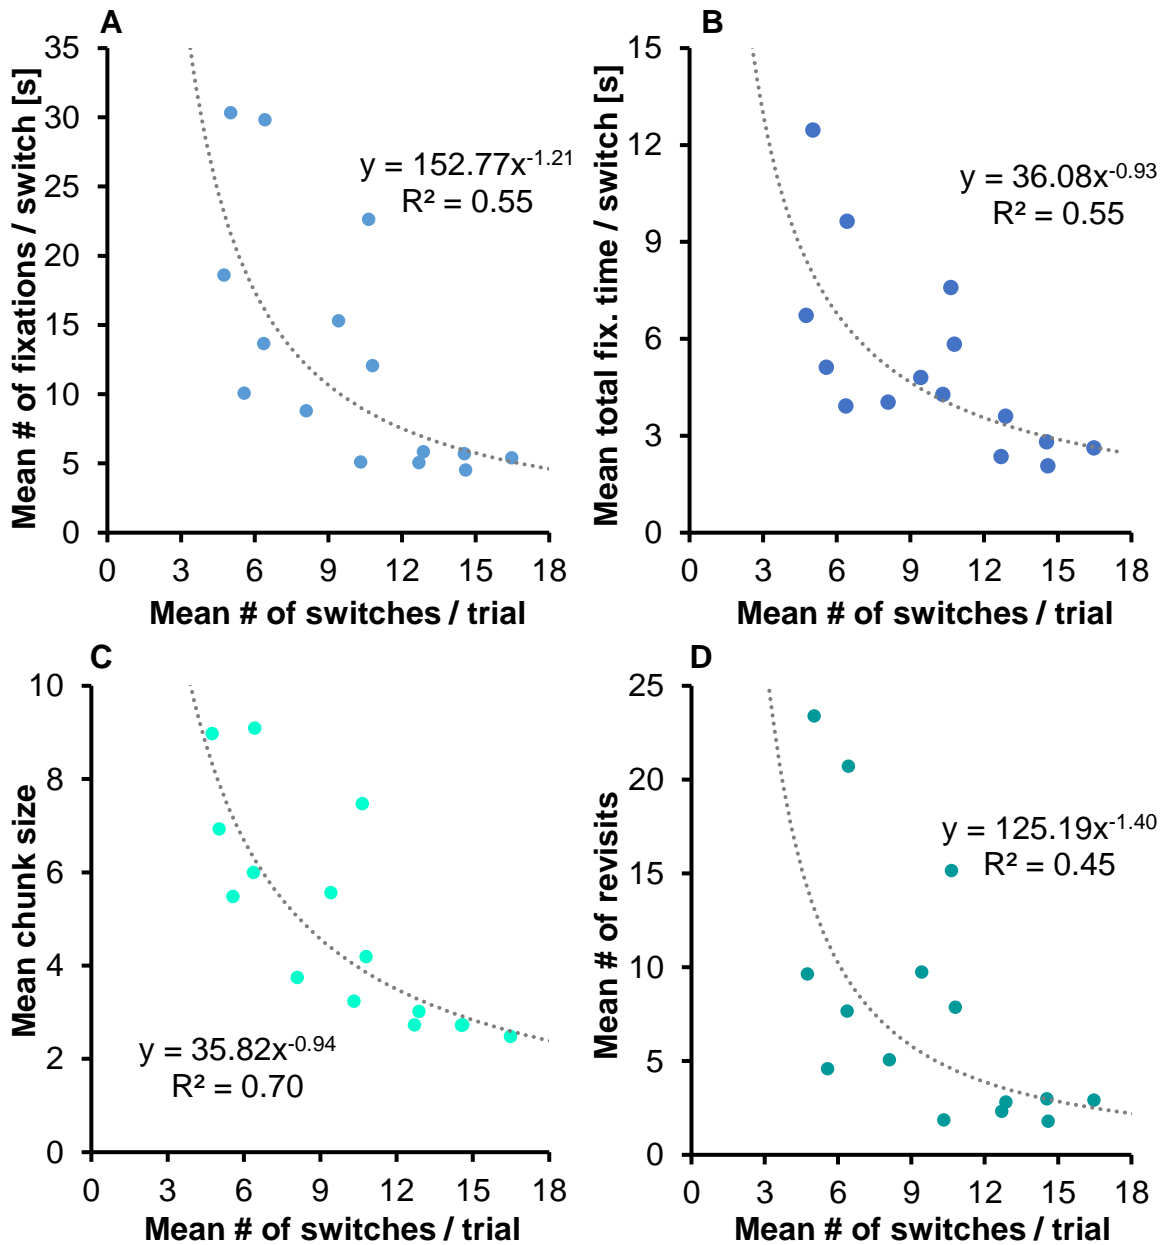 A
Mean # of fixations / switch [s]
35
30
25
20
15
10
5
0
y = 152.77x^-1.21
R² = 0.55
0 3 6 9 12 15 18
Mean # of switches / trial
B
Mean total fix. time / switch [s]
15
12
9
6
3
0
y = 36.08x^-0.93
R² = 0.55
0 3 6 9 12 15 18
Mean # of switches / trial
C
Mean chunk size
10
8
6
4
2
0
y = 35.82x^-0.94
R² = 0.70
0 3 6 9 12 15 18
Mean # of switches / trial
D
Mean # of revisits
25
20
15
10
5
0
y = 125.19x^-1.40
R² = 0.45
0 3 6 9 12 15 18
Mean # of switches / trial